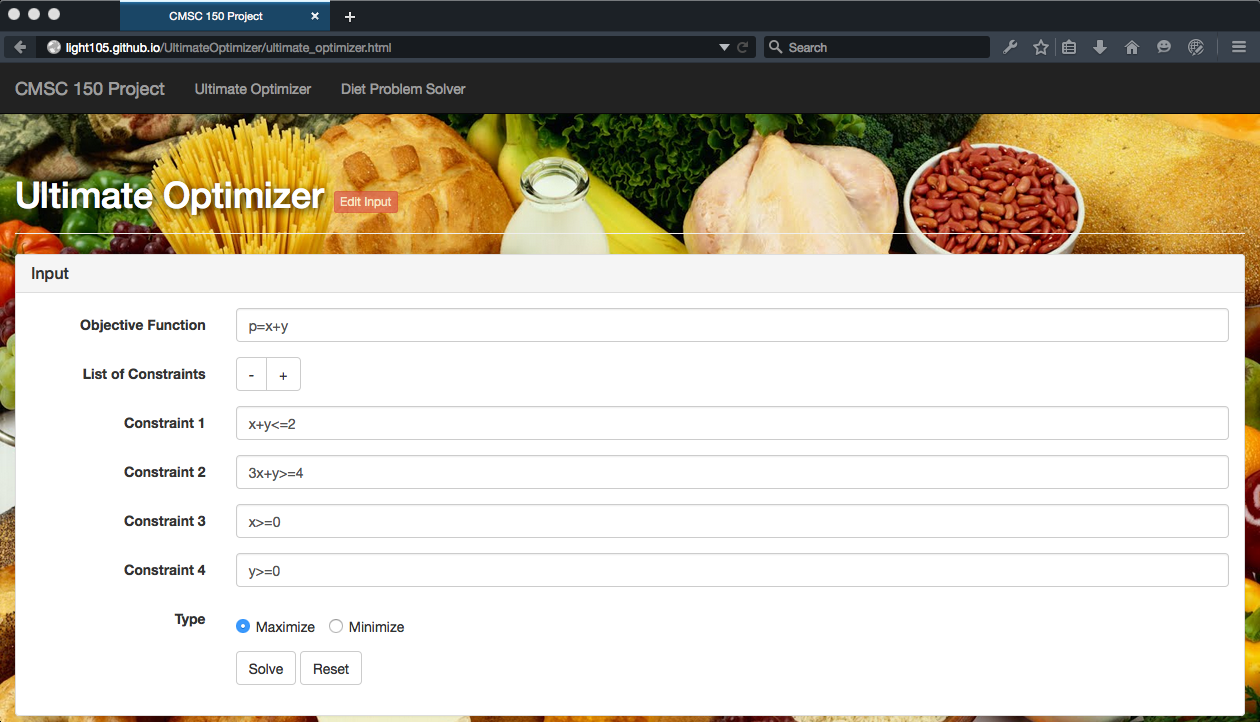 CMSC 150 Project × +
light105.github.io/UltimateOptimizer/ultimate_optimizer.html Search
CMSC 150 Project Ultimate Optimizer Diet Problem Solver
Ultimate Optimizer Edit Input
Input
Objective Function p=x+y
List of Constraints - +
Constraint 1 x+y<=2
Constraint 2 3x+y>=4
Constraint 3 x>=0
Constraint 4 y>=0
Type Maximize Minimize
Solve Reset